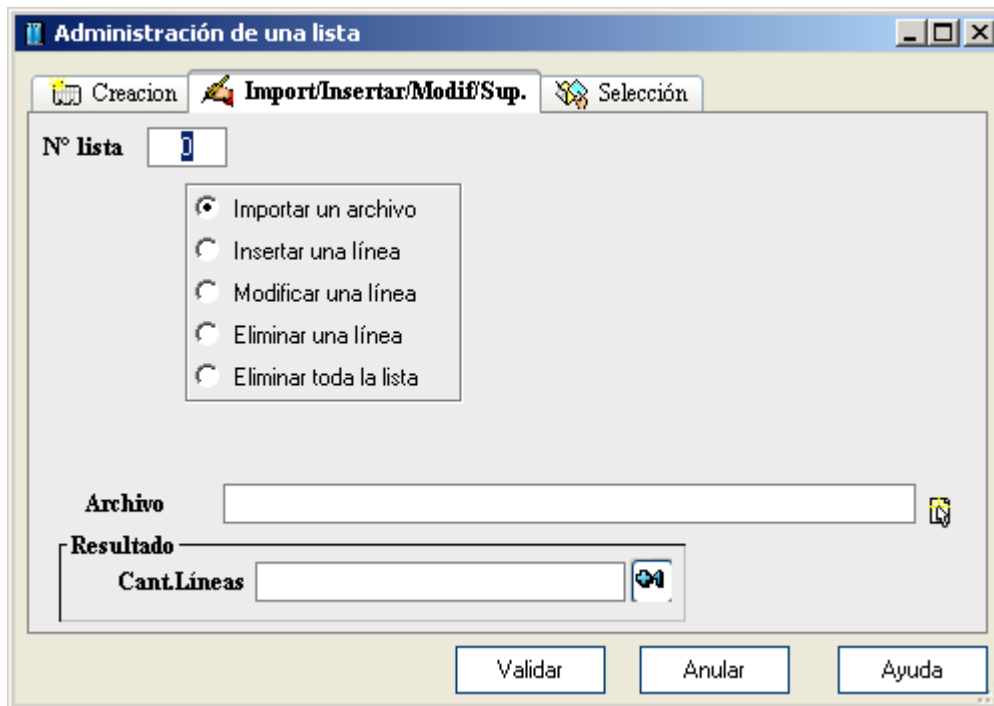 Administración de una lista
Creacion Import/Insertar/Modif/Sup. Selección
N° lista 0
Importar un archivo
Insertar una línea
Modificar una línea
Eliminar una línea
Eliminar toda la lista
Archivo
Resultado
Cant.Líneas
Validar Anular Ayuda